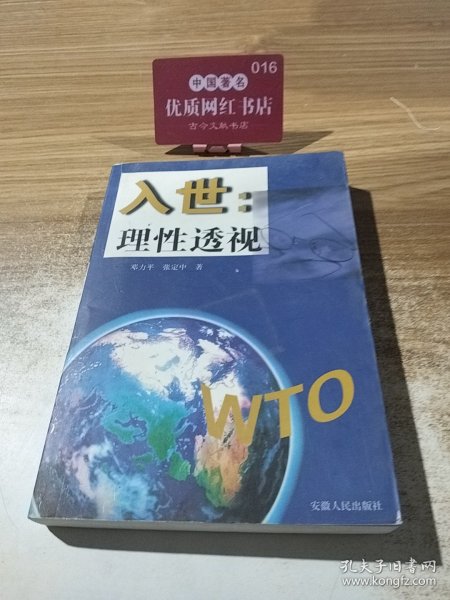 016
中国著名
优质网红书店
古今文献书店
入世:
理性透视
邓力平 张定中 著
WTO
安徽人民出版社
孔夫子旧书网
www.kongfz.com